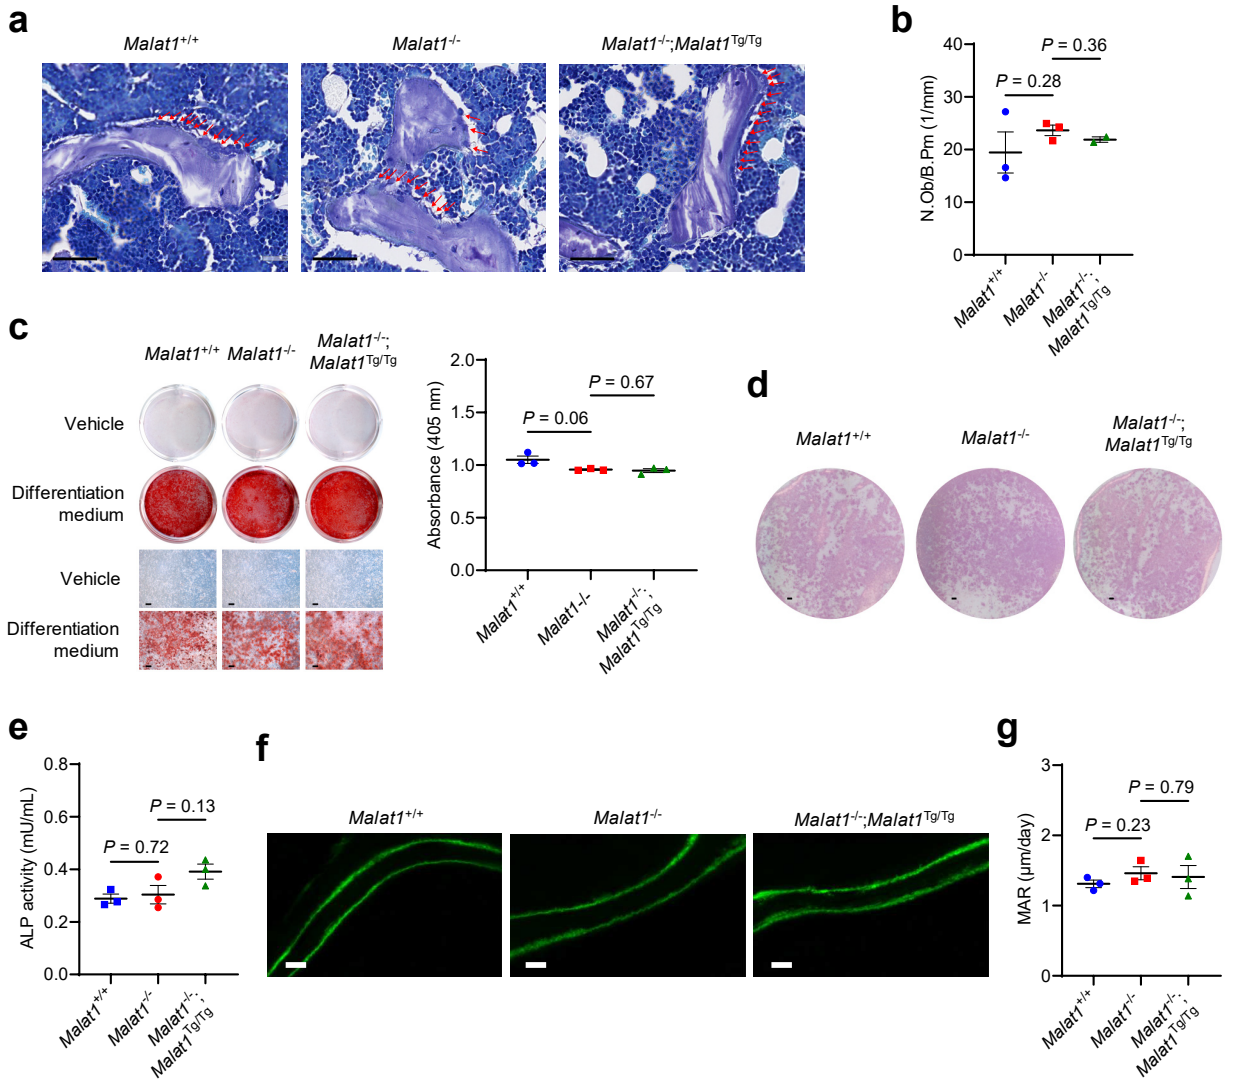 a
Malat1+/+
Malat1-/-
Malat1-/-;Malat1Tg/Tg
b
N.Ob/B.Pm (1/mm)
40
30
20
10
0
P = 0.36
P = 0.28
Malat1+/+
Malat1-/-
Malat1-/-;
Malat1Tg/Tg
c
Malat1+/+
Malat1-/-
Malat1-/-;
Malat1Tg/Tg
Vehicle
Differentiation
medium
Vehicle
Differentiation
medium
Absorbance (405 nm)
2.0
1.5
1.0
0.5
0.0
P = 0.67
P = 0.06
Malat1+/+
Malat1-/-
Malat1-/-;
Malat1Tg/Tg
d
Malat1+/+
Malat1-/-
Malat1-/-;
Malat1Tg/Tg
e
ALP activity (mU/mL)
0.8
0.6
0.4
0.2
0.0
P = 0.13
P = 0.72
Malat1+/+
Malat1-/-
Malat1-/-;
Malat1Tg/Tg
f
Malat1+/+
Malat1-/-
Malat1-/-;Malat1Tg/Tg
g
MAR (μm/day)
3
2
1
0
P = 0.79
P = 0.23
Malat1+/+
Malat1-/-
Malat1-/-;
Malat1Tg/Tg